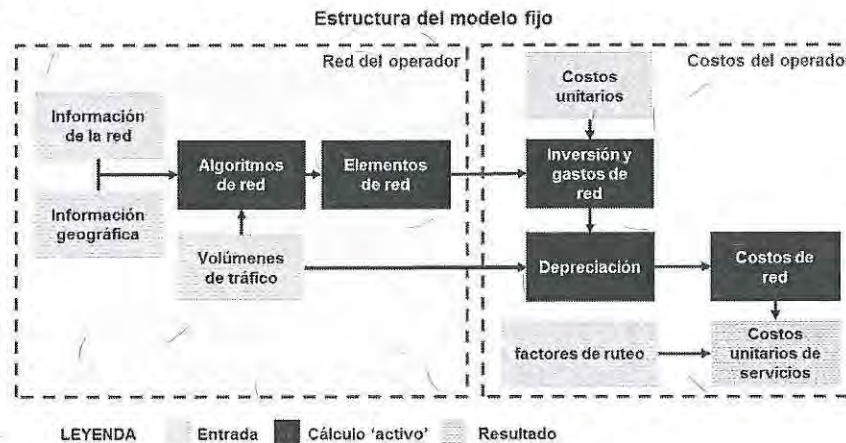 Estructura del modelo fijo
Red del operador
Costos del operador
Información
de la red
Información
geográfica
Algoritmos
de red
Elementos
de red
Volúmenes
de tráfico
Costos
unitarios
Inversión y
gastos de
red
Depreciación
Costos de
red
factores de ruteo
Costos
unitarios de
servicios
LEYENDA
Entrada
Cálculo 'activo'
Resultado